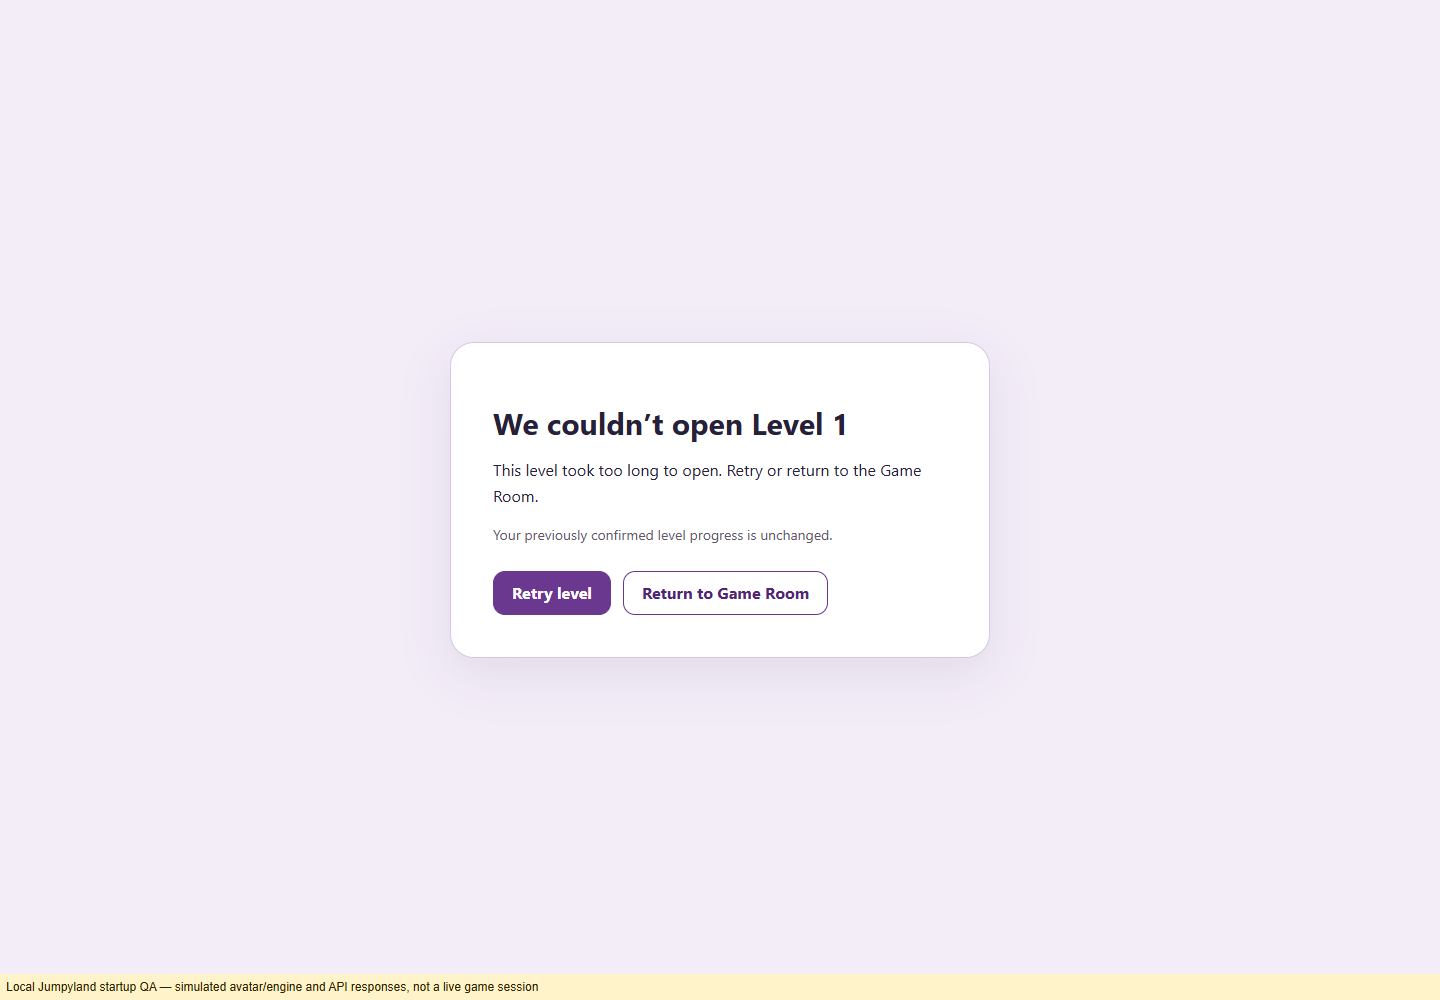 We couldn’t open Level 1
This level took too long to open. Retry or return to the Game
Room.
Your previously confirmed level progress is unchanged.
Retry level
Return to Game Room
Local Jumpyland startup QA — simulated avatar/engine and API responses, not a live game session